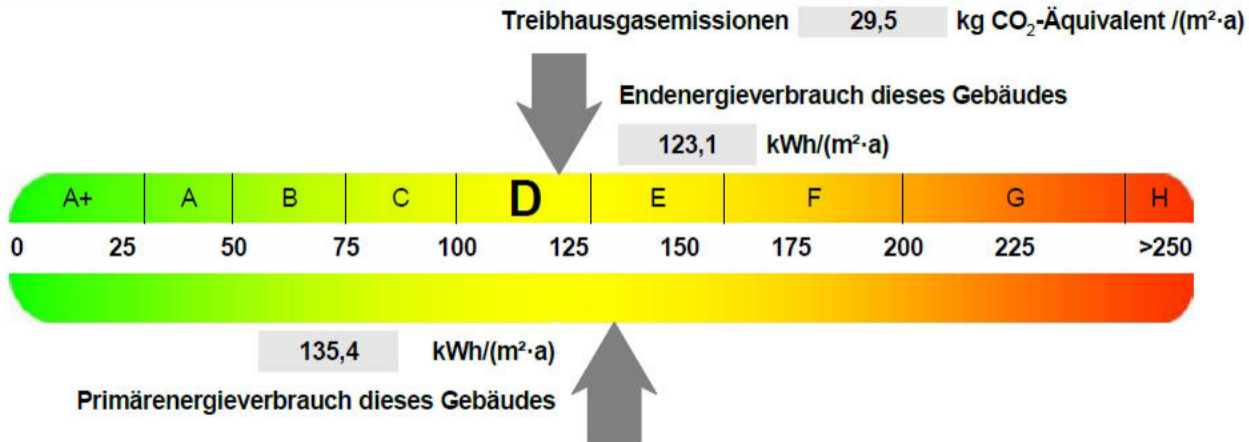 Treibhausgasemissionen 29,5 kg CO₂-Äquivalent /(m²·a)
Endenergieverbrauch dieses Gebäudes
123,1 kWh/(m²·a)
A+ A B C D E F G H
0 25 50 75 100 125 150 175 200 225 >250
135,4 kWh/(m²·a)
Primärenergieverbrauch dieses Gebäudes